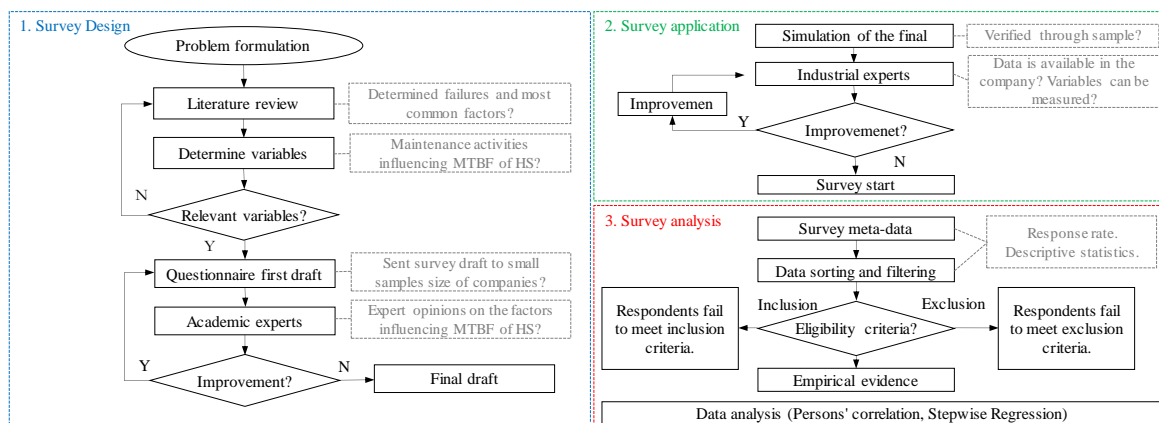 1. Survey Design
Problem formulation
Literature review
Determined failures and most
common factors?
Determine variables
Maintenance activities
influencing MTBF of HS?
N
Relevant variables?
Y
Questionnaire first draft
Sent survey draft to small
samples size of companies?
Academic experts
Expert opinions on the factors
influencing MTBF of HS?
Y
Improvement?
N
Final draft
2. Survey application
Simulation of the final
Verified through sample?
Industrial experts
Data is available in the
company? Variables can be
measured?
Improvemen
Y
Improvemenet?
N
Survey start
3. Survey analysis
Survey meta-data
Response rate.
Descriptive statistics.
Data sorting and filtering
Inclusion
Exclusion
Respondents fail
to meet inclusion
criteria.
Eligibility criteria?
Respondents fail
to meet exclusion
criteria.
Empirical evidence
Data analysis (Persons' correlation, Stepwise Regression)